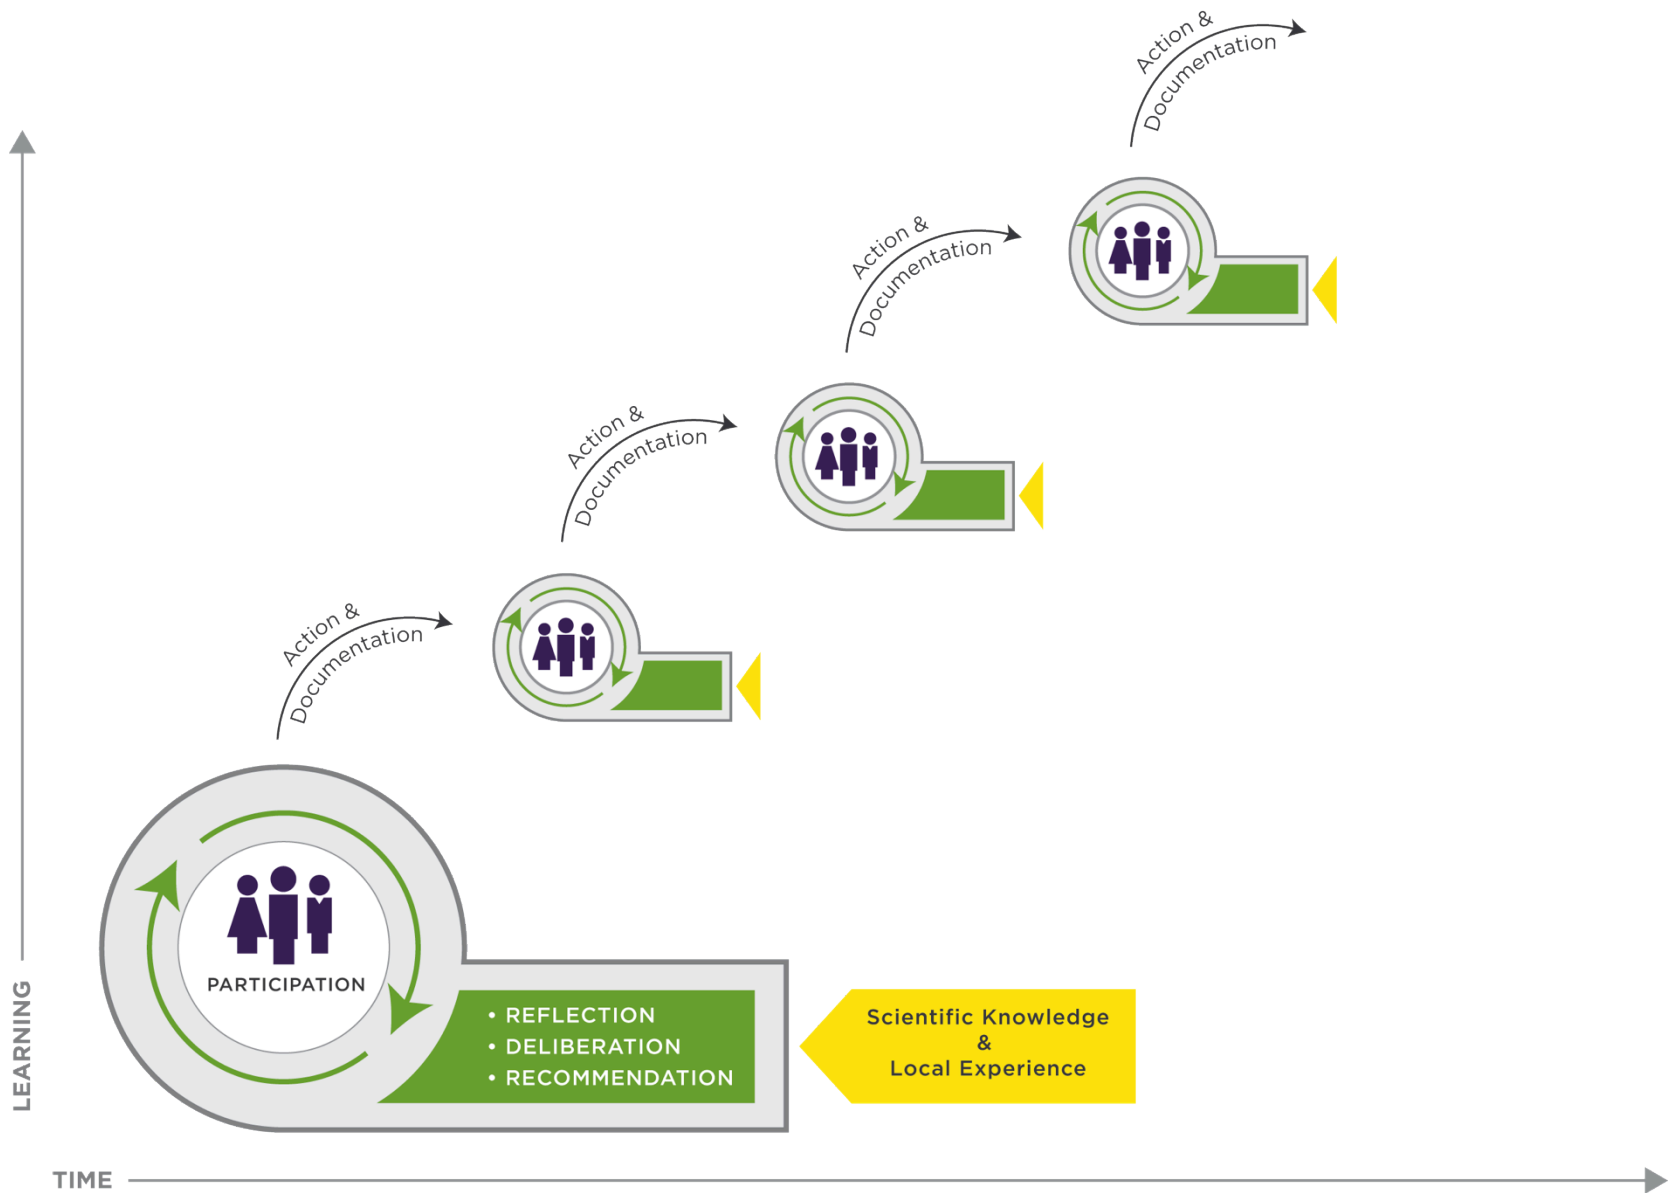 Action &
Documentation
Action &
Documentation
Action &
Documentation
Action &
Documentation
PARTICIPATION
• REFLECTION
• DELIBERATION
• RECOMMENDATION
Scientific Knowledge
&
Local Experience
LEARNING
TIME